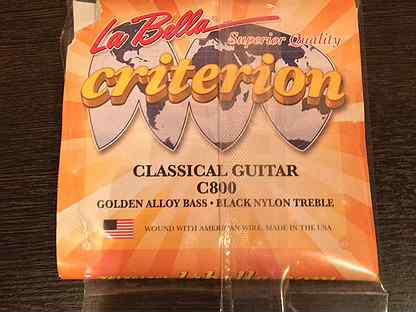 La Bella
Superior Quality
criterion
CLASSICAL GUITAR
C800
GOLDEN ALLOY BASS • BLACK NYLON TREBLE
WOUND WITH AMERICAN WIRE. MADE IN THE USA